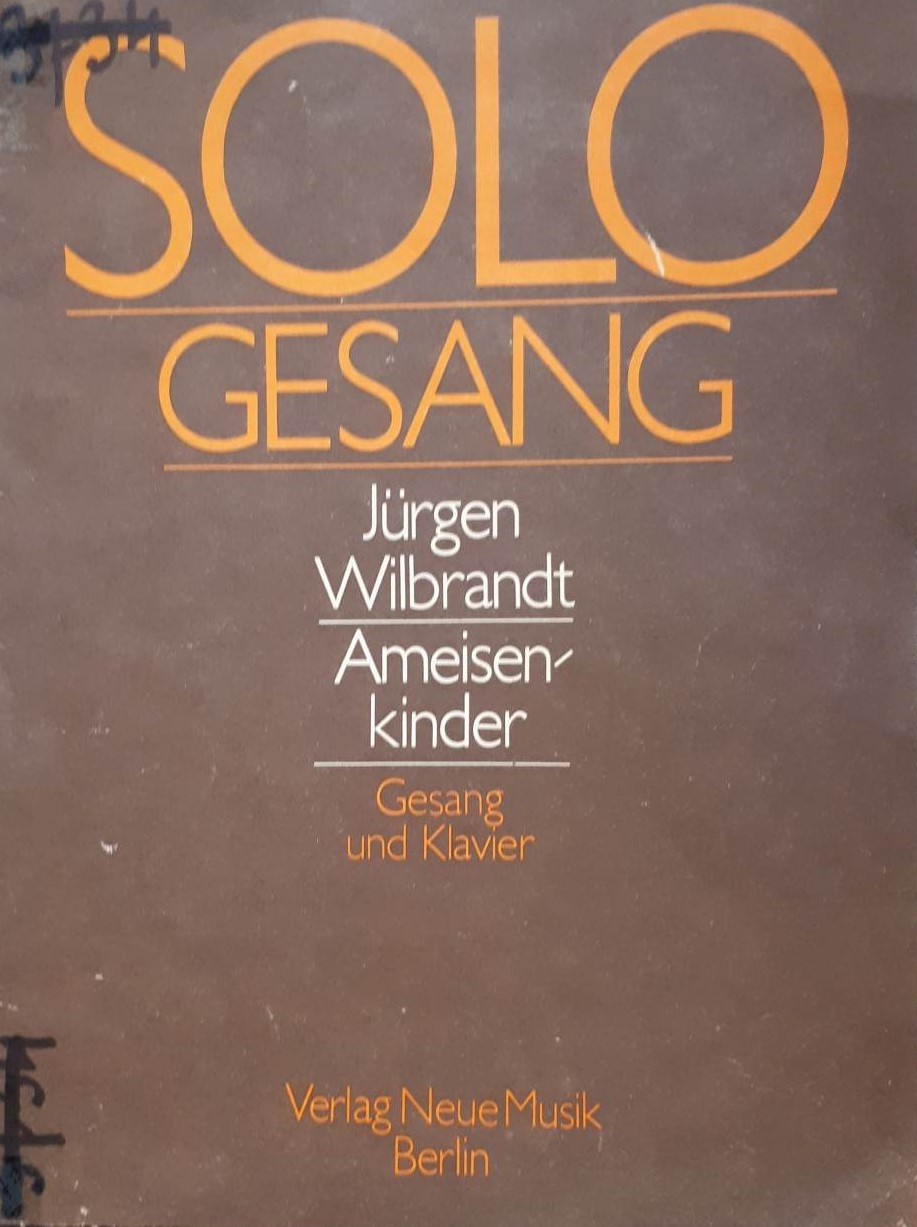 SOLO
GESANG
Jürgen
Wilbrandt
Ameisen-
kinder
Gesang
und Klavier
Verlag Neue Musik
Berlin